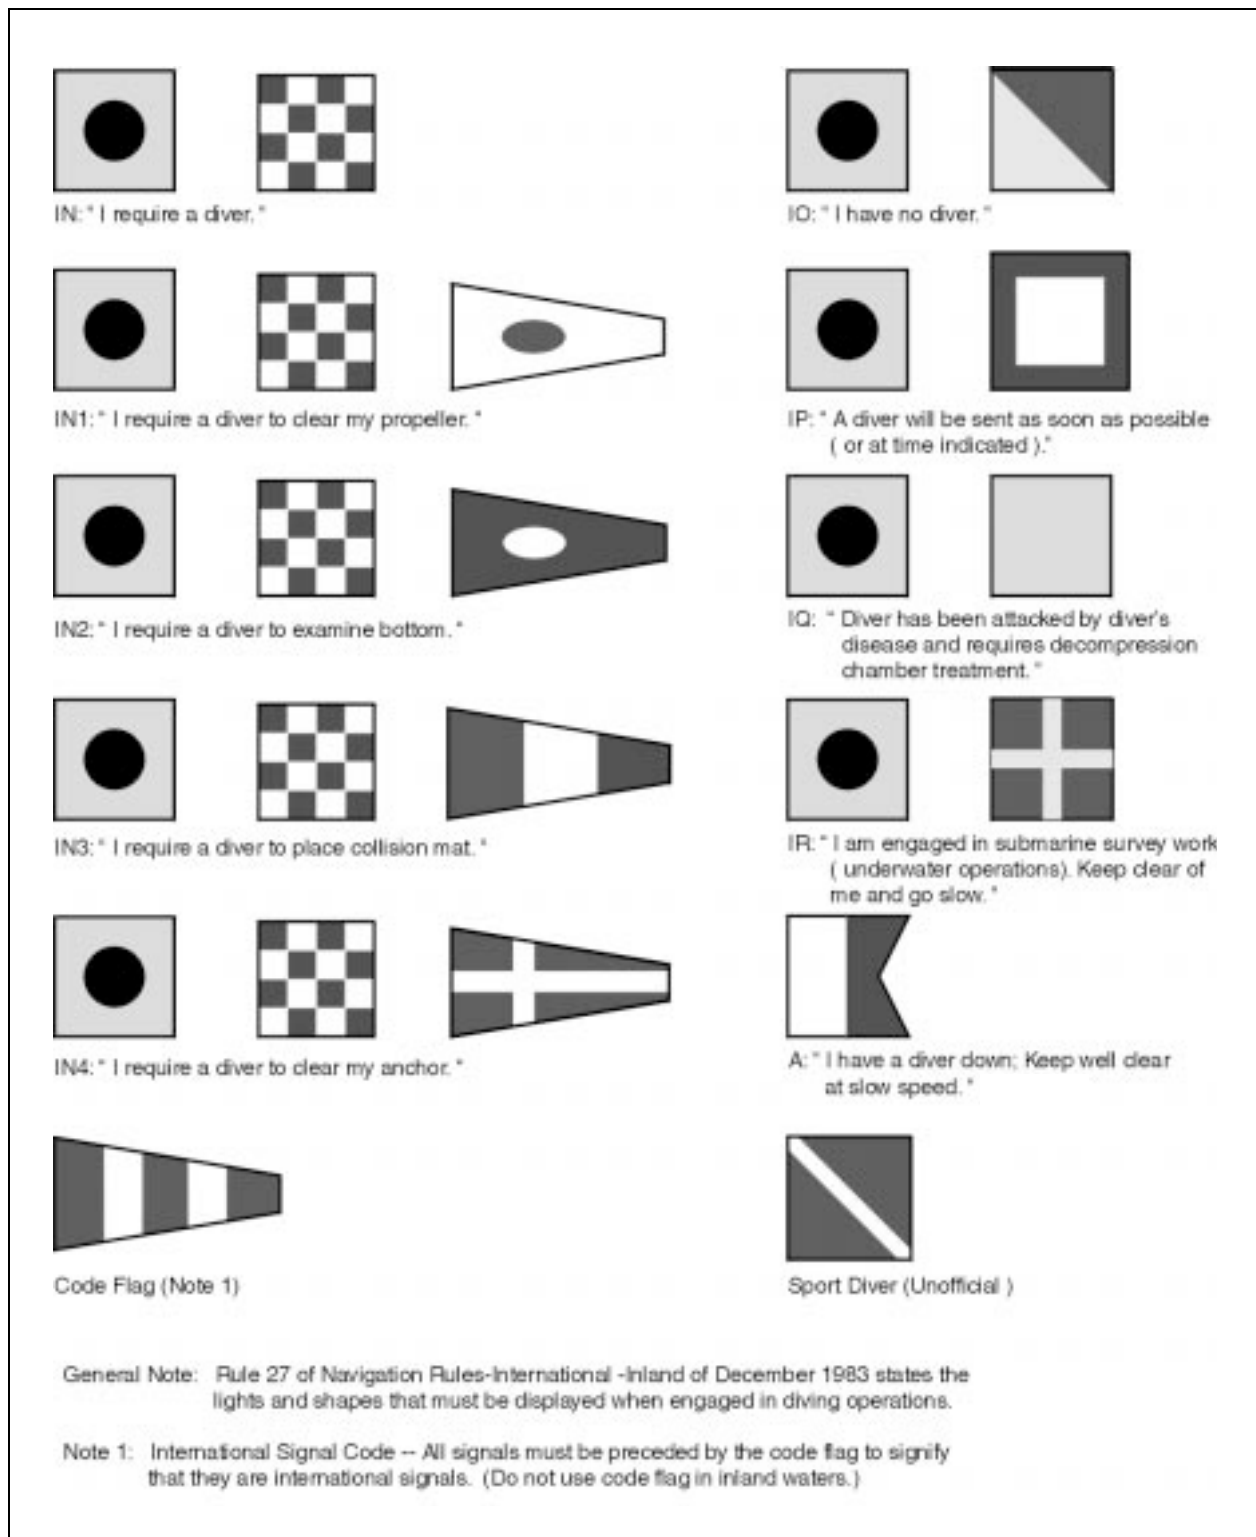 IN: " I require a diver. "
IO: " I have no diver. "
IN1: " I require a diver to clear my propeller. "
IP: " A diver will be sent as soon as possible
( or at time indicated )."
IN2: " I require a diver to examine bottom. "
IQ: " Diver has been attacked by diver's
disease and requires decompression
chamber treatment. "
IN3: " I require a diver to place collision mat. "
IR: " I am engaged in submarine survey work
( underwater operations). Keep clear of
me and go slow. "
IN4: " I require a diver to clear my anchor. "
A: " I have a diver down; Keep well clear
at slow speed. "
Code Flag (Note 1)
Sport Diver (Unofficial )
General Note: Rule 27 of Navigation Rules-International -Inland of December 1983 states the
lights and shapes that must be displayed when engaged in diving operations.
Note 1: International Signal Code -- All signals must be preceded by the code flag to signify
that they are international signals. (Do not use code flag in inland waters.)